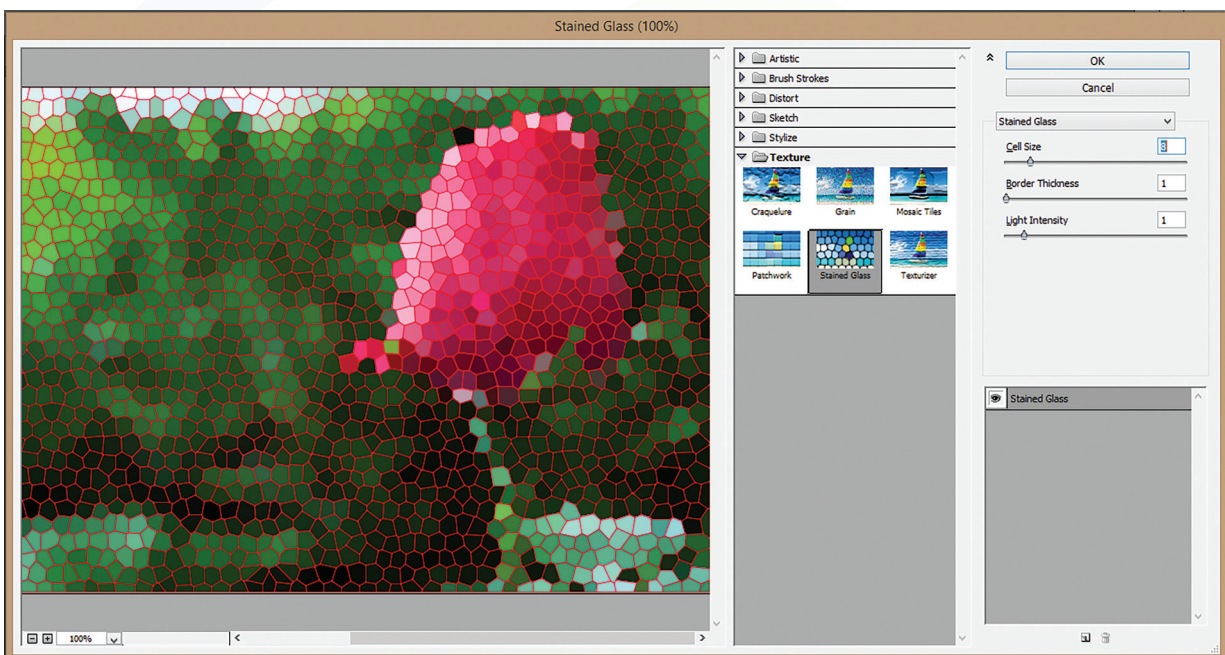 Stained Glass (100%)
Artistic
Brush Strokes
Distort
Sketch
Stylize
Texture
Craquelure
Grain
Mosaic Tiles
Patchwork
Stained Glass
Texturizer
OK
Cancel
Stained Glass
Cell Size 8
Border Thickness 1
Light Intensity 1
Stained Glass
100%